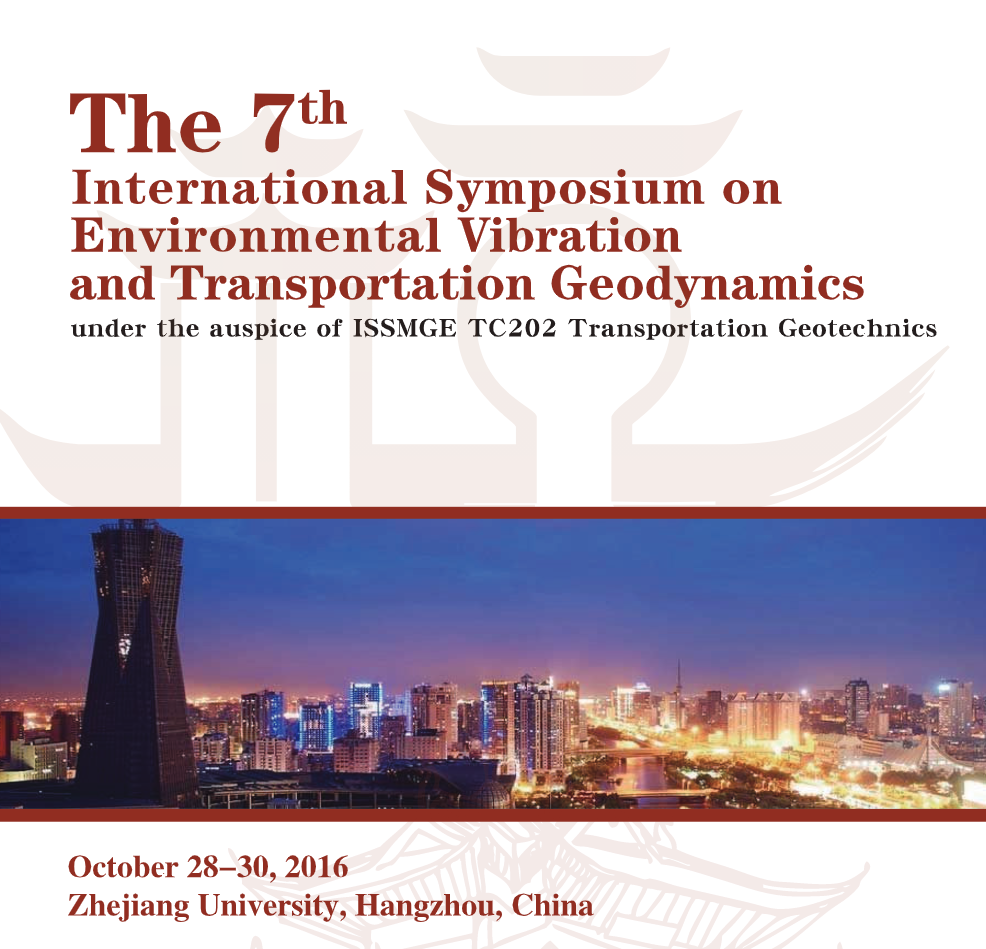 The 7th
International Symposium on
Environmental Vibration
and Transportation Geodynamics
under the auspice of ISSMGE TC202 Transportation Geotechnics
October 28–30, 2016
Zhejiang University, Hangzhou, China